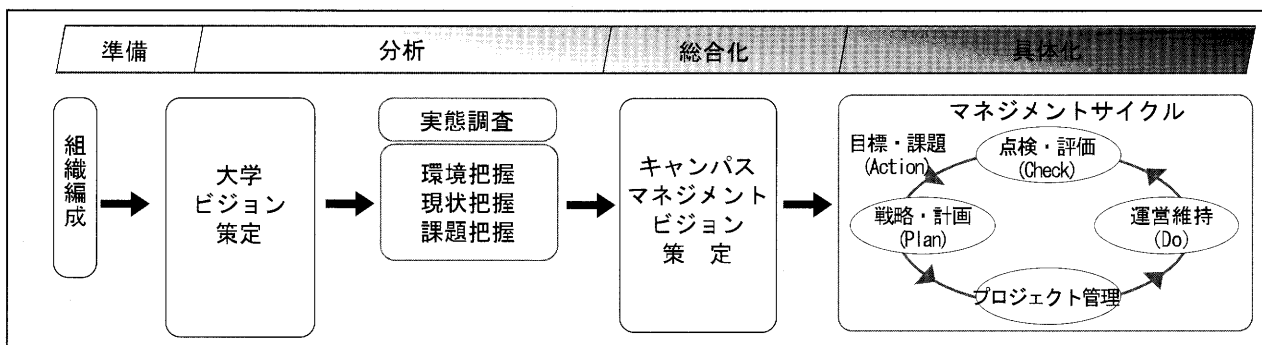 準備
分析
総合化
具体化
組織編成
大学
ビジョン
策定
実態調査
環境把握
現状把握
課題把握
キャンパス
マネジメント
ビジョン
策 定
マネジメントサイクル
目標・課題
(Action)
点検・評価
(Check)
戦略・計画
(Plan)
運営維持
(Do)
プロジェクト管理